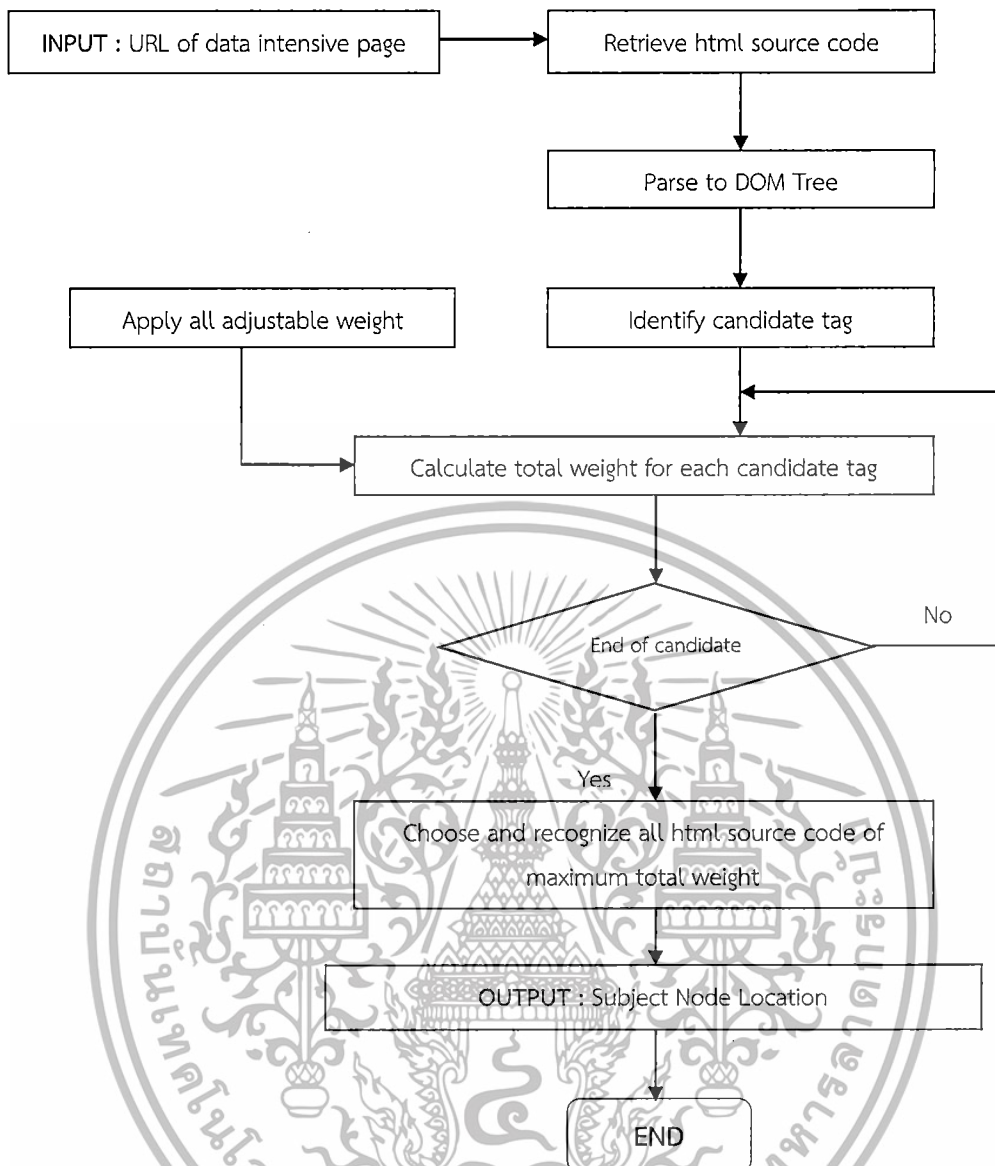 INPUT : URL of data intensive page
Retrieve html source code
Parse to DOM Tree
Apply all adjustable weight
Identify candidate tag
Calculate total weight for each candidate tag
End of candidate
No
Yes
Choose and recognize all html source code of
maximum total weight
OUTPUT : Subject Node Location
END